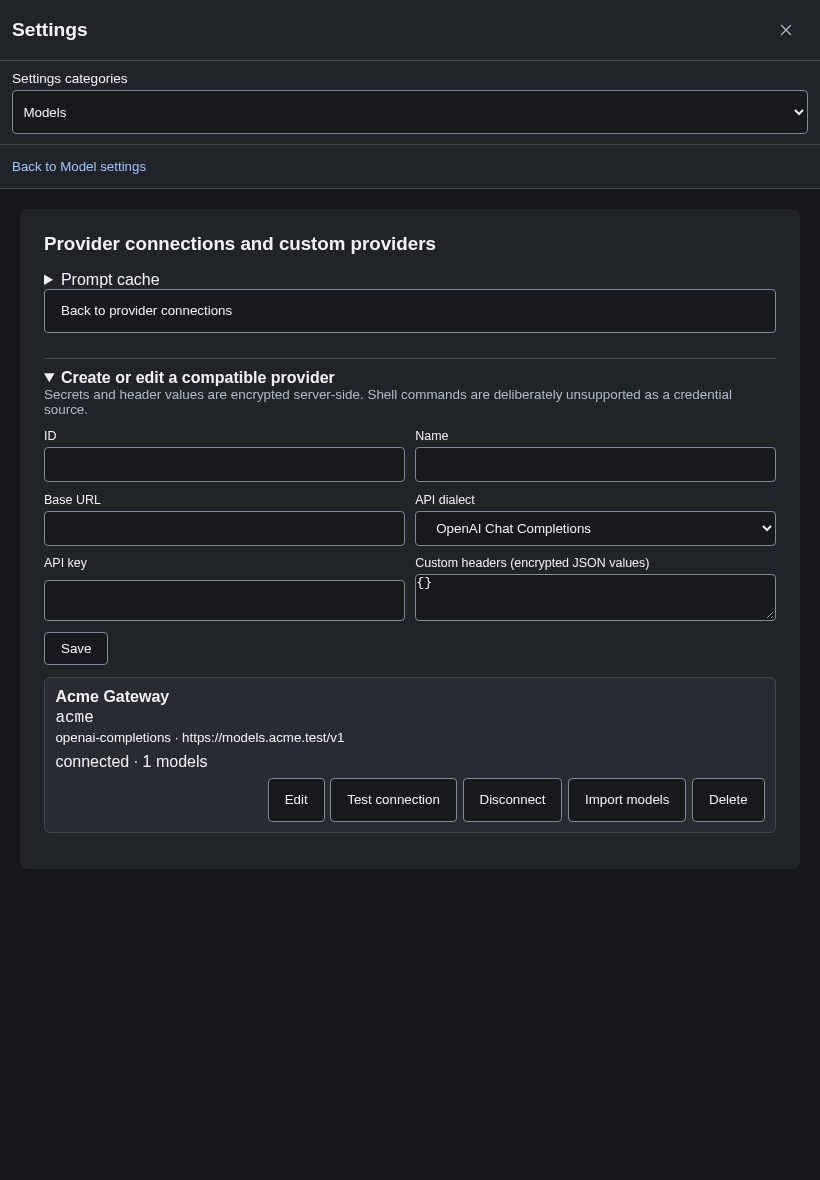 Settings
Settings categories
Models
Back to Model settings
Provider connections and custom providers
Prompt cache
Back to provider connections
Create or edit a compatible provider
Secrets and header values are encrypted server-side. Shell commands are deliberately unsupported as a credential
source.
ID
Name
Base URL
API dialect
OpenAI Chat Completions
API key
Custom headers (encrypted JSON values)
{}
Save
Acme Gateway
acme
openai-completions · https://models.acme.test/v1
connected · 1 models
Edit
Test connection
Disconnect
Import models
Delete